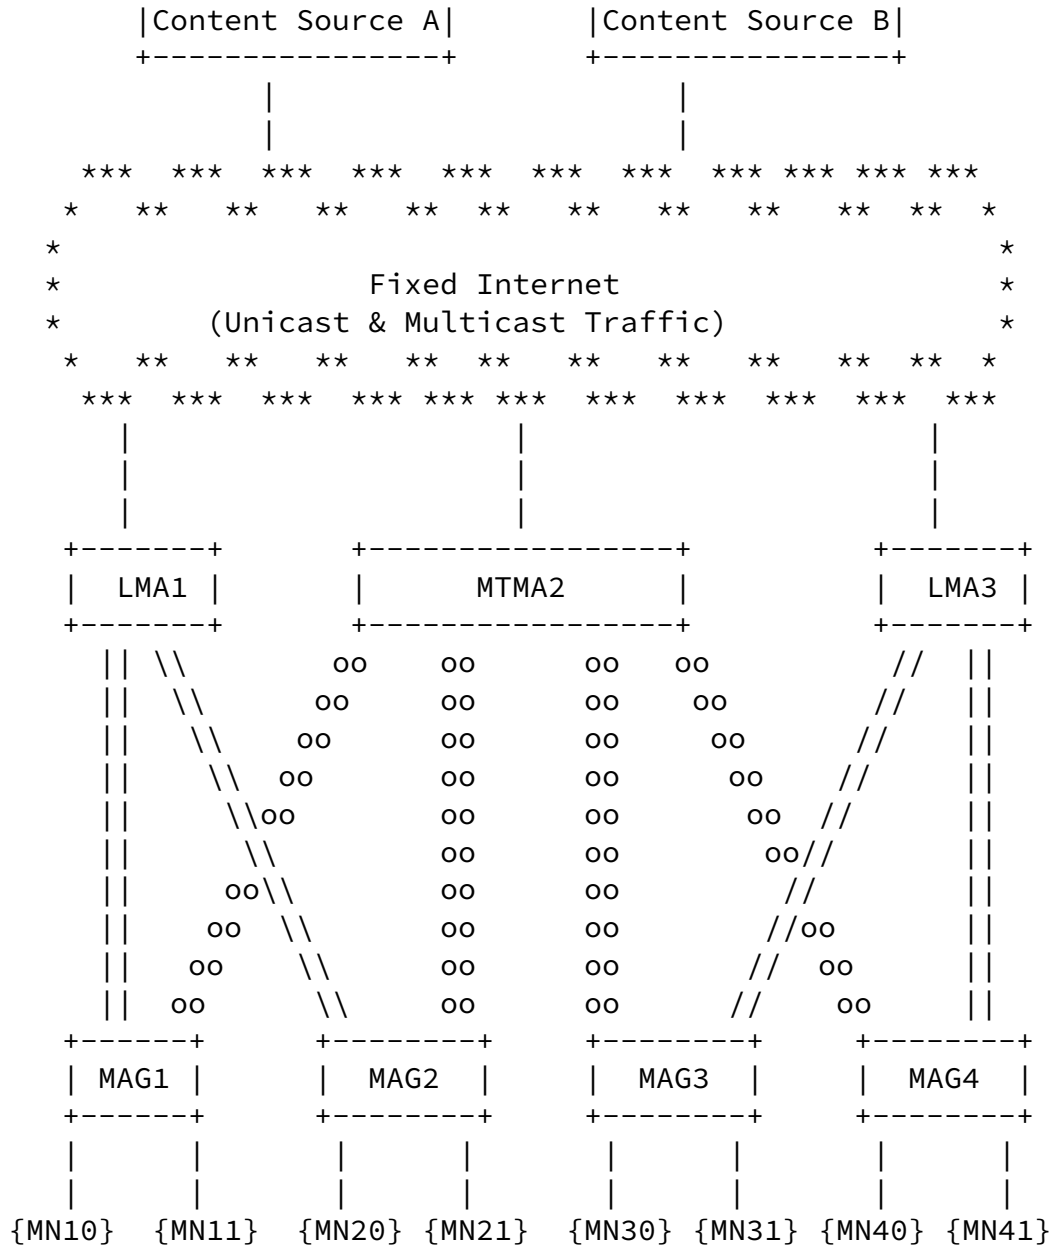 |Content Source A| |Content Source B|
Fixed Internet
(Unicast & Multicast Traffic)
LMA1 MTMA2 LMA3
MAG1 MAG2 MAG3 MAG4
{MN10} {MN11} {MN20} {MN21} {MN30} {MN31} {MN40} {MN41}